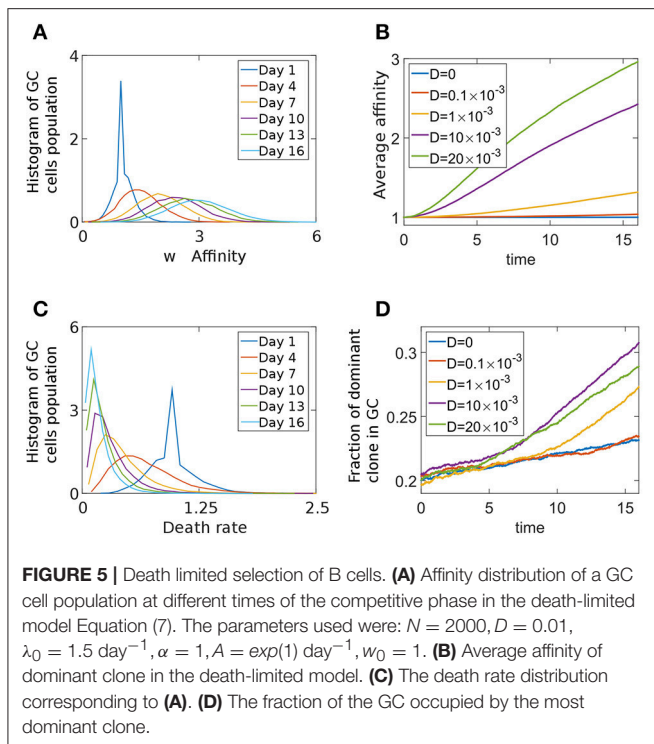 A
Histogram of GC
cells population
4
2
0
0
3
6
w Affinity
Day 1
Day 4
Day 7
Day 10
Day 13
Day 16
B
Average affinity
3
2
1
0
5
10
15
time
D=0
D=0.1×10⁻³
D=1×10⁻³
D=10×10⁻³
D=20×10⁻³
C
Histogram of GC
cells population
6
3
0
0
1.25
2.5
Death rate
Day 1
Day 4
Day 7
Day 10
Day 13
Day 16
D
Fraction of dominant
clone in GC
0.3
0.25
0.2
0
5
10
15
time
D=0
D=0.1×10⁻³
D=1×10⁻³
D=10×10⁻³
D=20×10⁻³
FIGURE 5 | Death limited selection of B cells. (A) Affinity distribution of a GC
cell population at different times of the competitive phase in the death-limited
model Equation (7). The parameters used were: N = 2000, D = 0.01,
λ₀ = 1.5 day⁻¹, α = 1, A = exp(1) day⁻¹, w₀ = 1. (B) Average affinity of
dominant clone in the death-limited model. (C) The death rate distribution
corresponding to (A). (D) The fraction of the GC occupied by the most
dominant clone.